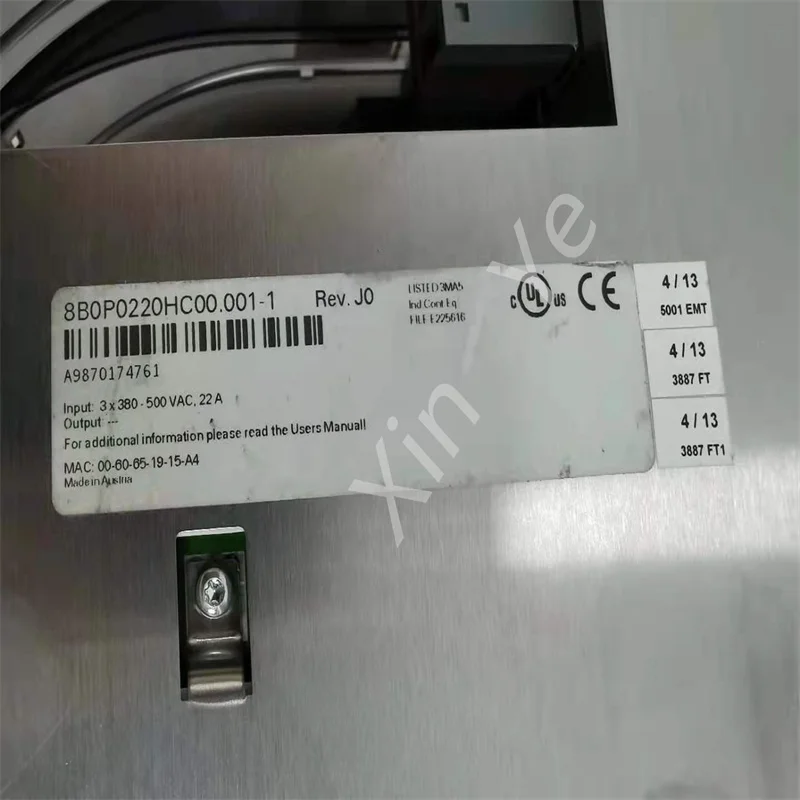 8B0P0220HC00.001-1 Rev. J0
A9870174761
Input: 3 x 380 - 500 VAC, 22 A
Output: ---
For additional information please read the Users Manual!
MAC: 00-60-65-19-15-A4
Made in Austria
LISTED 3MA5
Ind.Cont.Eq.
FILE E225616
c UL us CE
4 / 13
5001 EMT
4 / 13
3887 FT
4 / 13
3887 FT1
Xin Ye